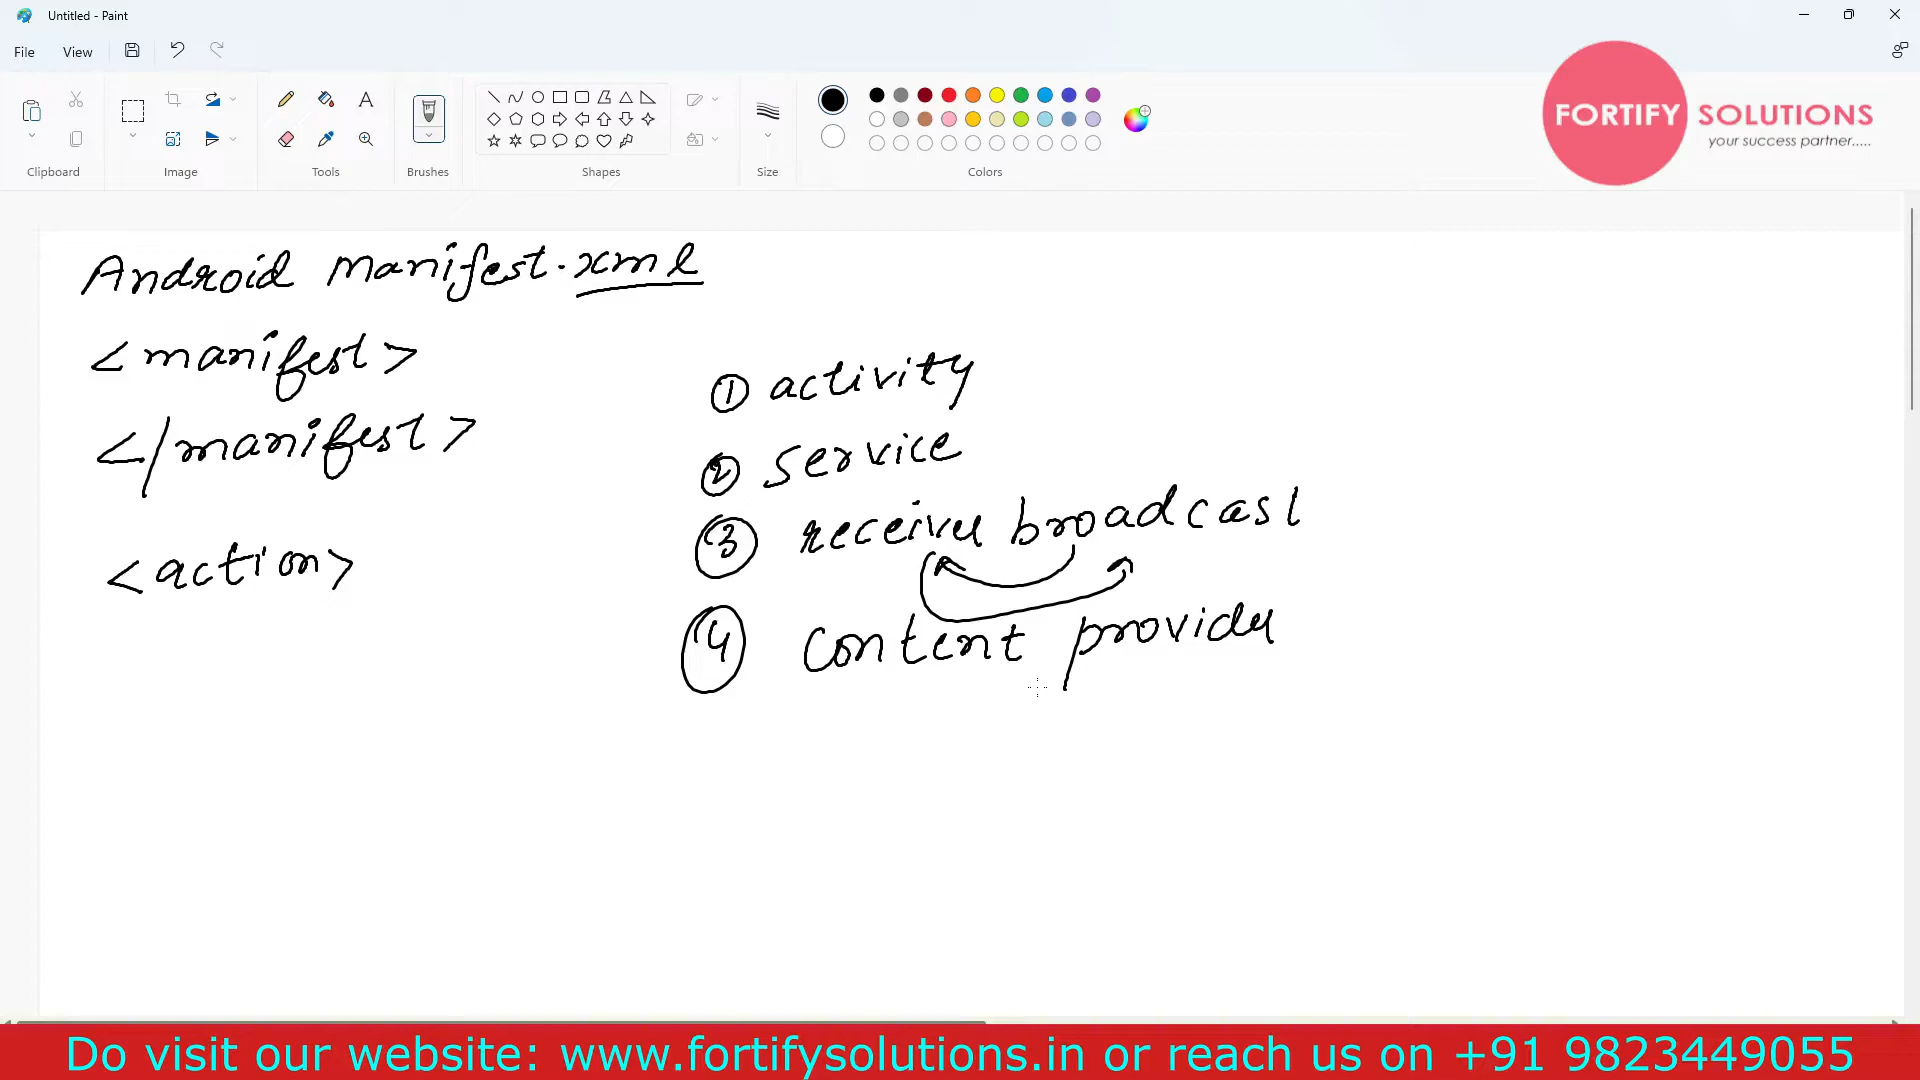 Untitled - Paint
File View
Clipboard Image Tools Brushes Shapes Size Colors
FORTIFY SOLUTIONS
your success partner.....
Android Manifest.xml
<manifest>
</manifest>
<action>
① activity
② service
③ receiver broadcast
④ content provider
Do visit our website: www.fortifysolutions.in or reach us on +91 9823449055